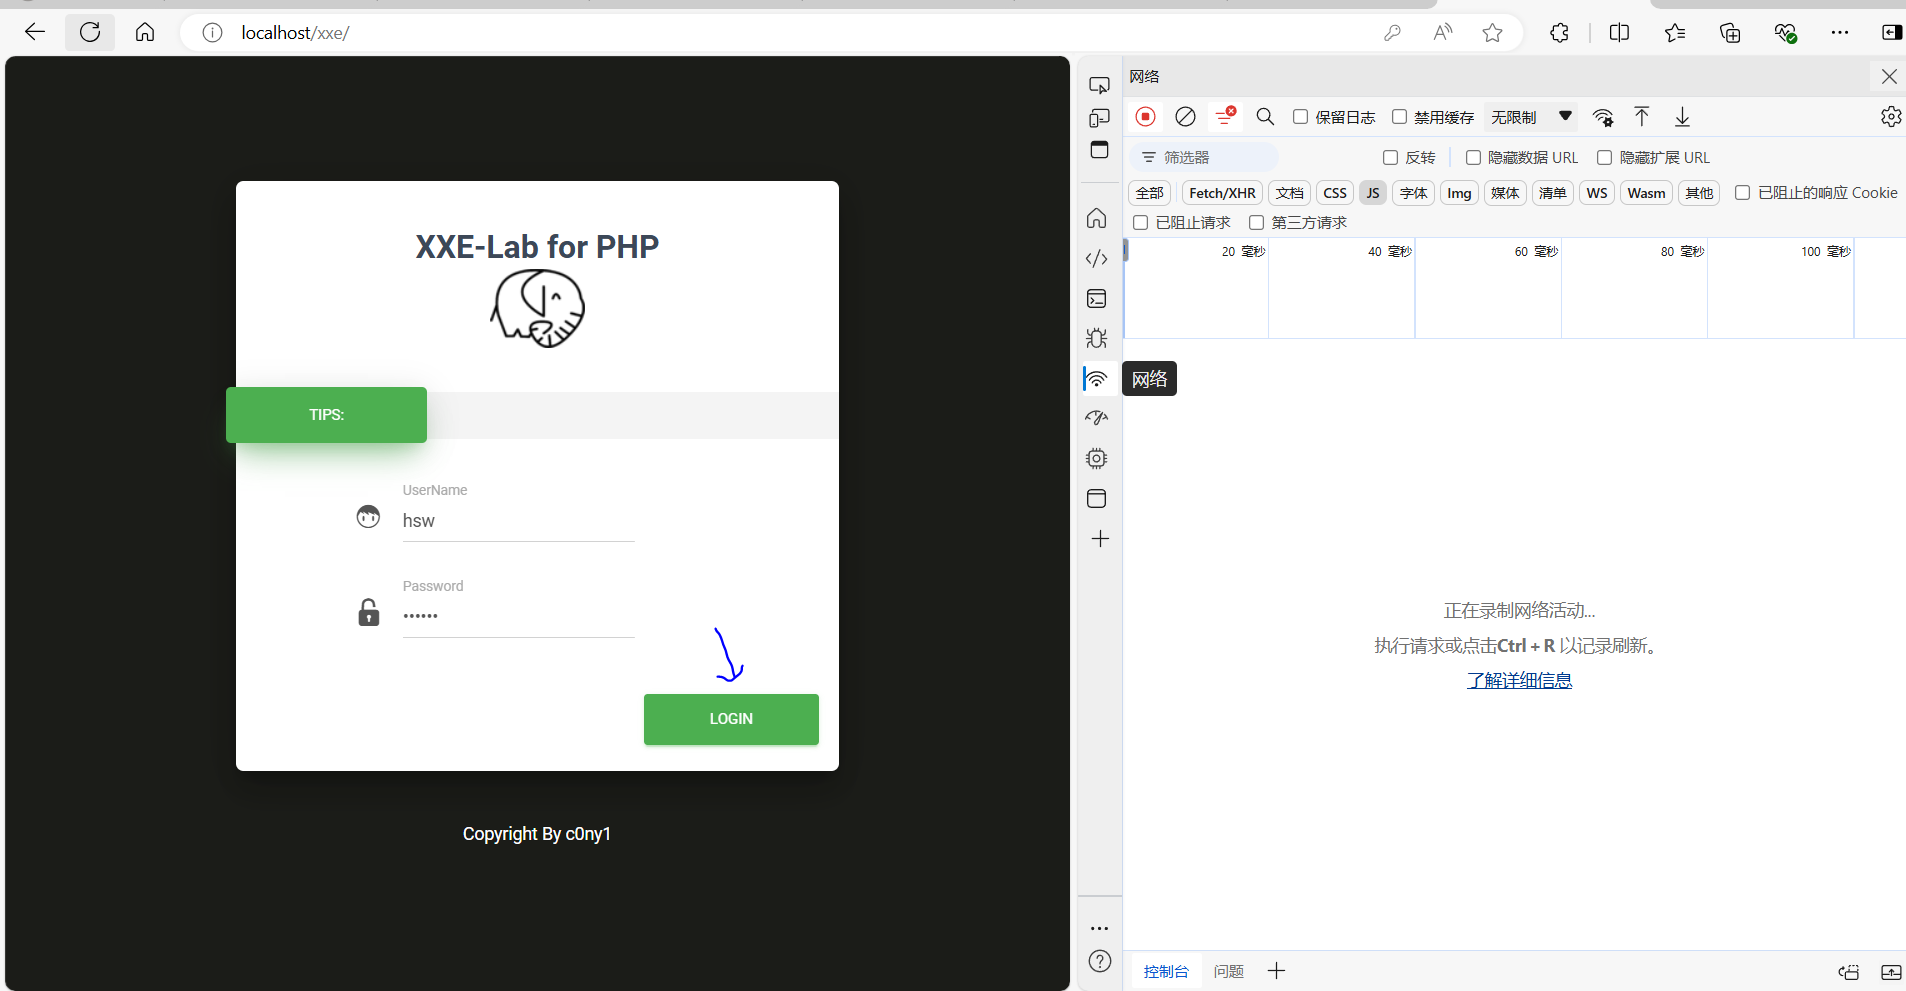 localhost/xxe/
网络
保留日志 禁用缓存 无限制
筛选器 反转 隐藏数据 URL 隐藏扩展 URL
全部 Fetch/XHR 文档 CSS JS 字体 Img 媒体 清单 WS Wasm 其他 已阻止的响应 Cookie
已阻止请求 第三方请求
20 毫秒 40 毫秒 60 毫秒 80 毫秒 100 毫秒
XXE-Lab for PHP
网络
TIPS:
UserName
hsw
Password
••••••
LOGIN
Copyright By c0ny1
正在录制网络活动...
执行请求或点击Ctrl + R 以记录刷新。
了解详细信息
控制台 问题